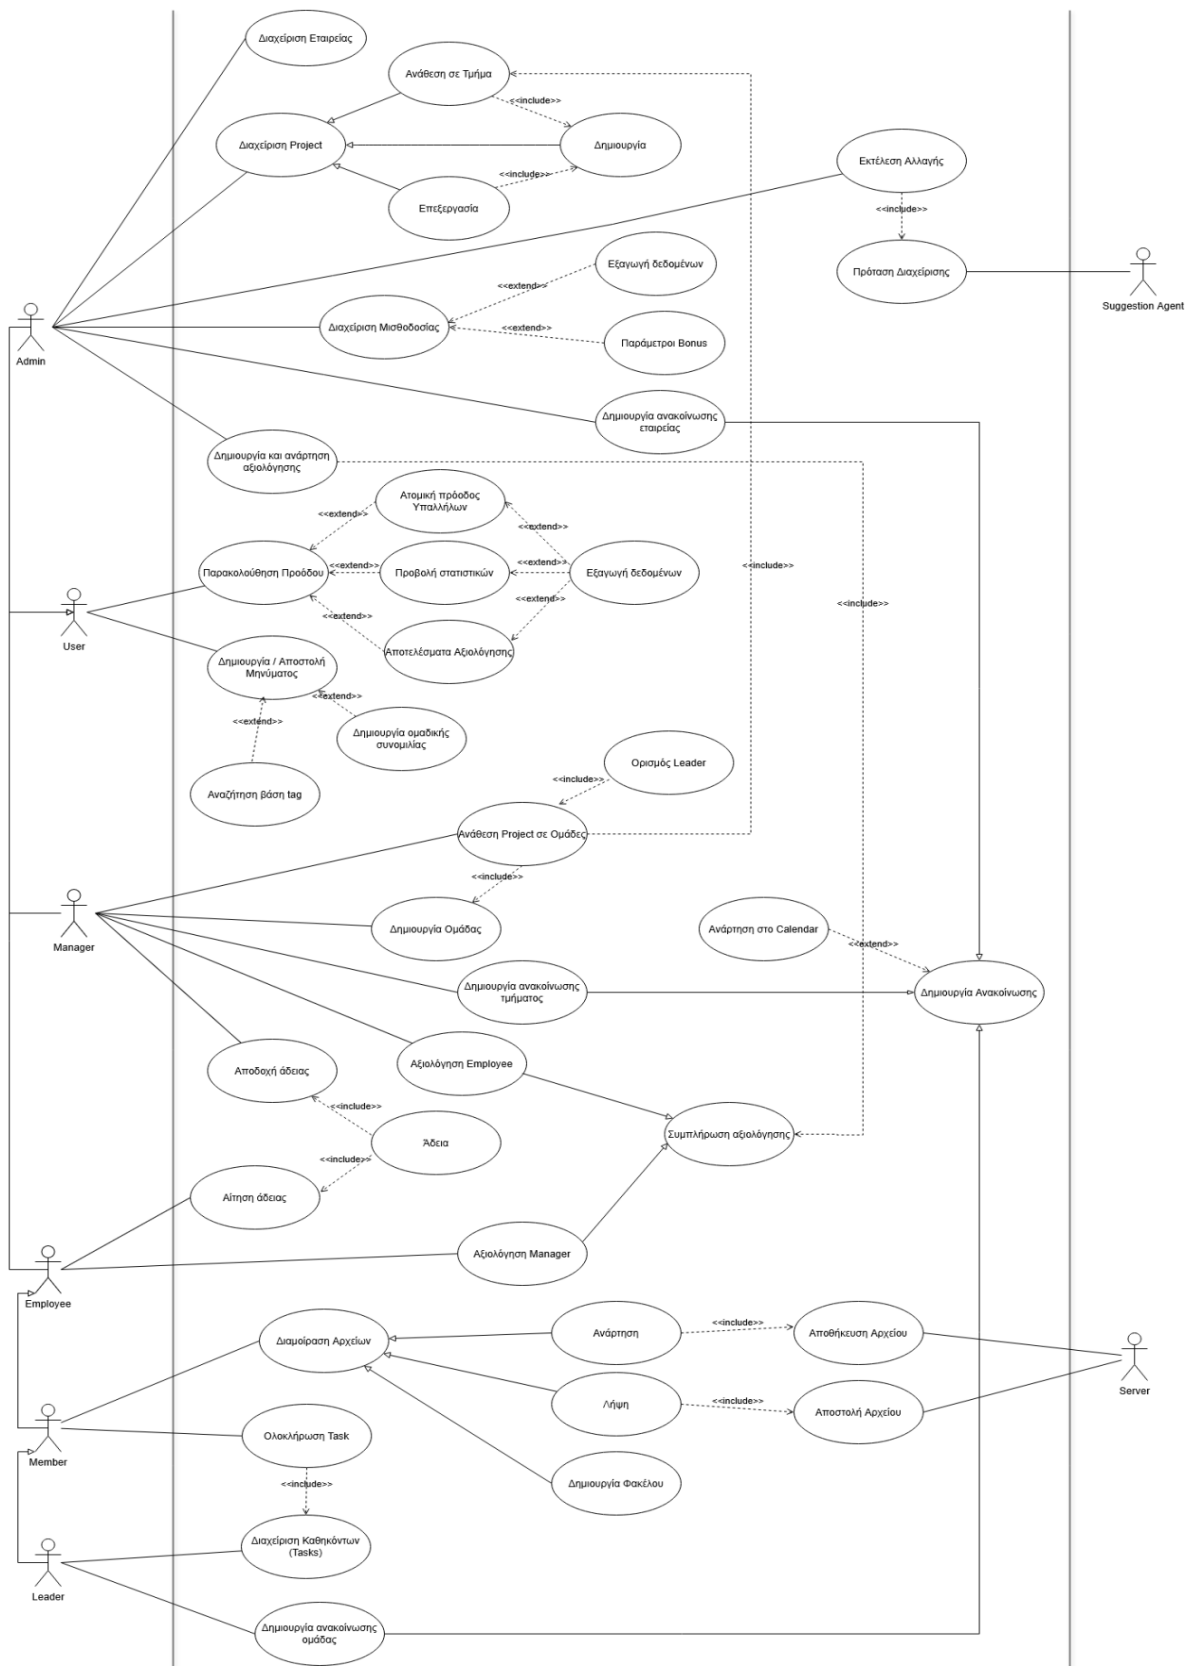 Διαχείριση Εταιρείας
Ανάθεση σε Τμήμα
<<include>>
Διαχείριση Project
Δημιουργία
<<include>>
Επεξεργασία
Εκτέλεση Αλλαγής
<<include>>
Πρόταση Διαχείρισης
Suggestion Agent
Εξαγωγή δεδομένων
<<extend>>
Διαχείριση Μισθοδοσίας
<<extend>>
Παράμετροι Bonus
Admin
Δημιουργία ανακοίνωσης
εταιρείας
Δημιουργία και ανάρτηση
αξιολόγησης
Ατομική πρόοδος
Υπαλλήλων
<<extend>>
<<extend>>
Παρακολούθηση Προόδου
<<extend>>
Προβολή στατιστικών
<<extend>>
Εξαγωγή δεδομένων
<<include>>
<<include>>
<<extend>>
<<extend>>
Αποτελέσματα Αξιολόγησης
User
Δημιουργία / Αποστολή
Μηνύματος
<<extend>>
<<extend>>
Δημιουργία ομαδικής
συνομιλίας
Αναζήτηση βάση tag
Ορισμός Leader
<<include>>
Ανάθεση Project σε Ομάδες
<<include>>
Manager
Δημιουργία Ομάδας
Ανάρτηση στο Calendar
<<extend>>
Δημιουργία ανακοίνωσης
τμήματος
Δημιουργία Ανακοίνωσης
Αξιολόγηση Employee
Αποδοχή άδειας
<<include>>
Άδεια
<<include>>
Συμπλήρωση αξιολόγησης
Αίτηση άδειας
Αξιολόγηση Manager
Employee
Διαμοίραση Αρχείων
Ανάρτηση
<<include>>
Αποθήκευση Αρχείου
Server
Λήψη
<<include>>
Αποστολή Αρχείου
Member
Ολοκλήρωση Task
<<include>>
Δημιουργία Φακέλου
Διαχείριση Καθηκόντων
(Tasks)
Leader
Δημιουργία ανακοίνωσης
ομάδας